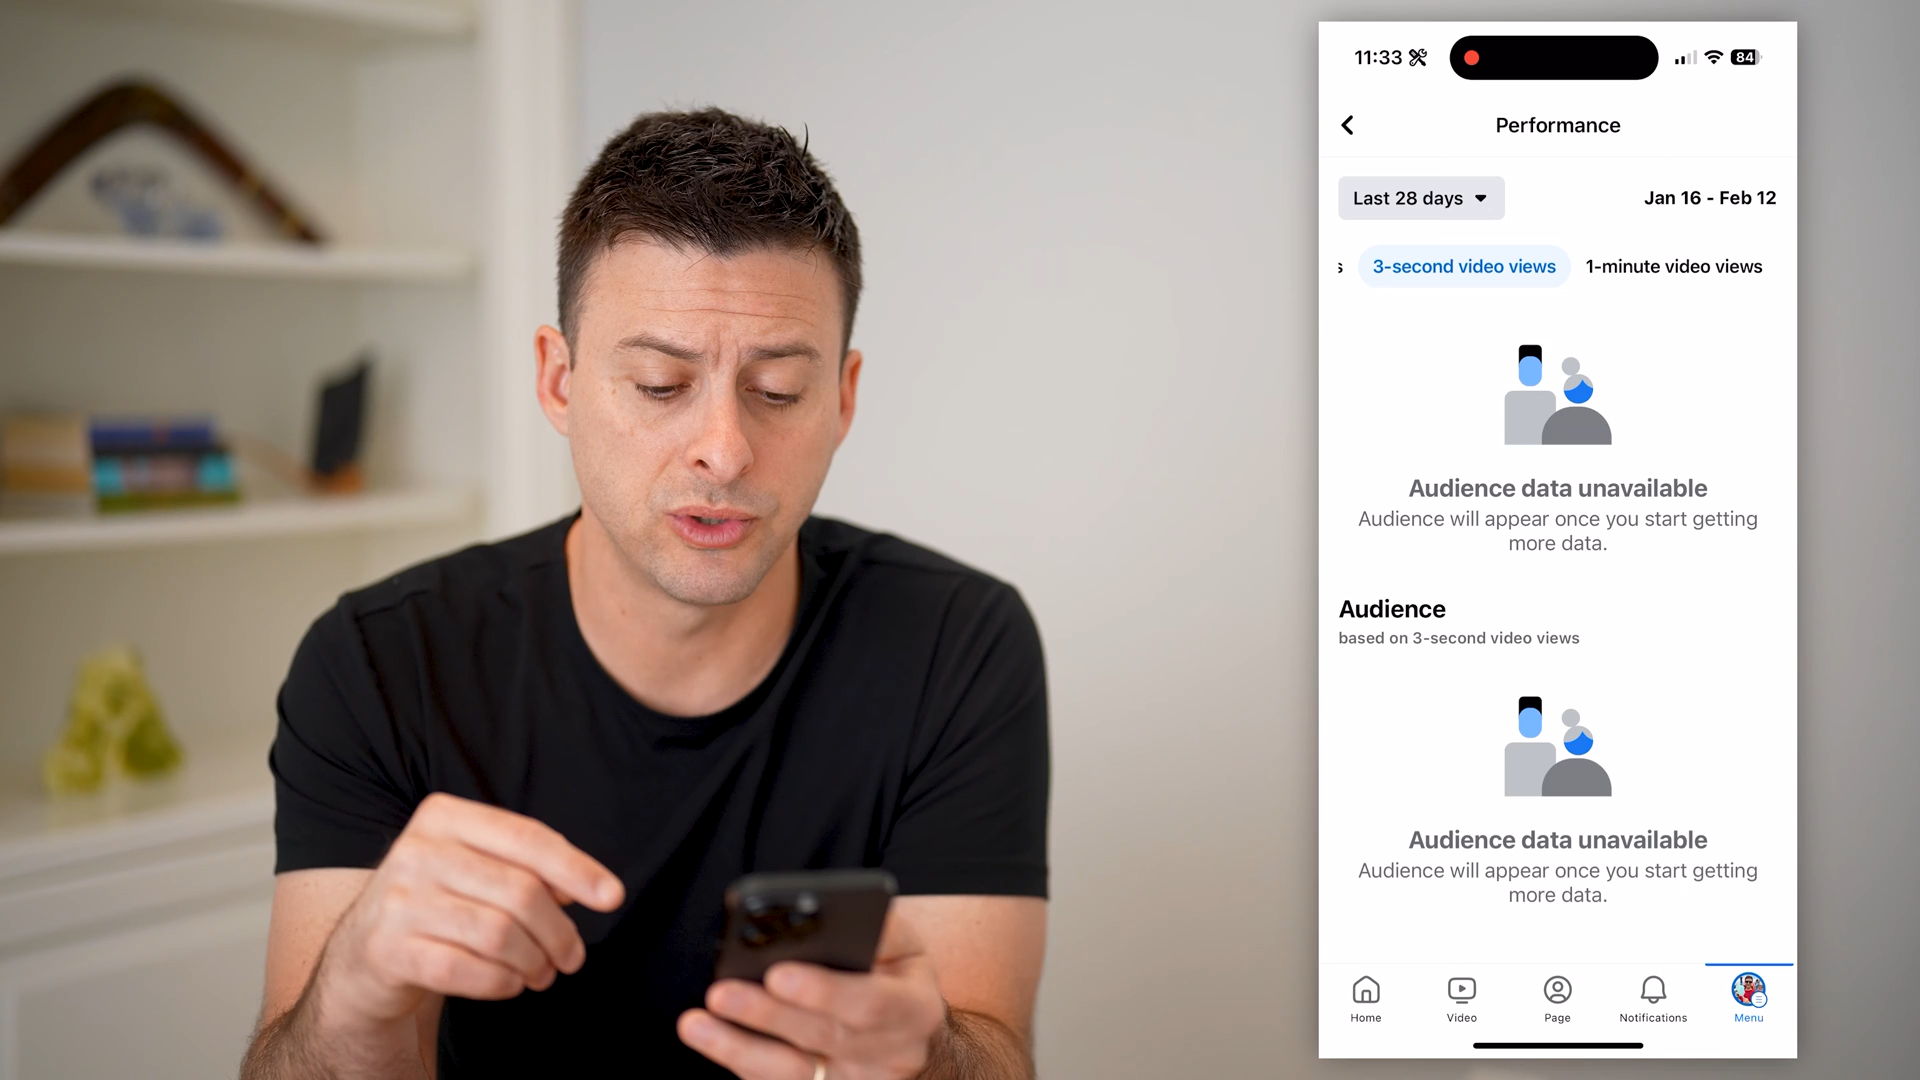 11:33
84
Performance
Last 28 days
Jan 16 - Feb 12
s
3-second video views
1-minute video views
Audience data unavailable
Audience will appear once you start getting
more data.
Audience
based on 3-second video views
Audience data unavailable
Audience will appear once you start getting
more data.
Home
Video
Page
Notifications
Menu